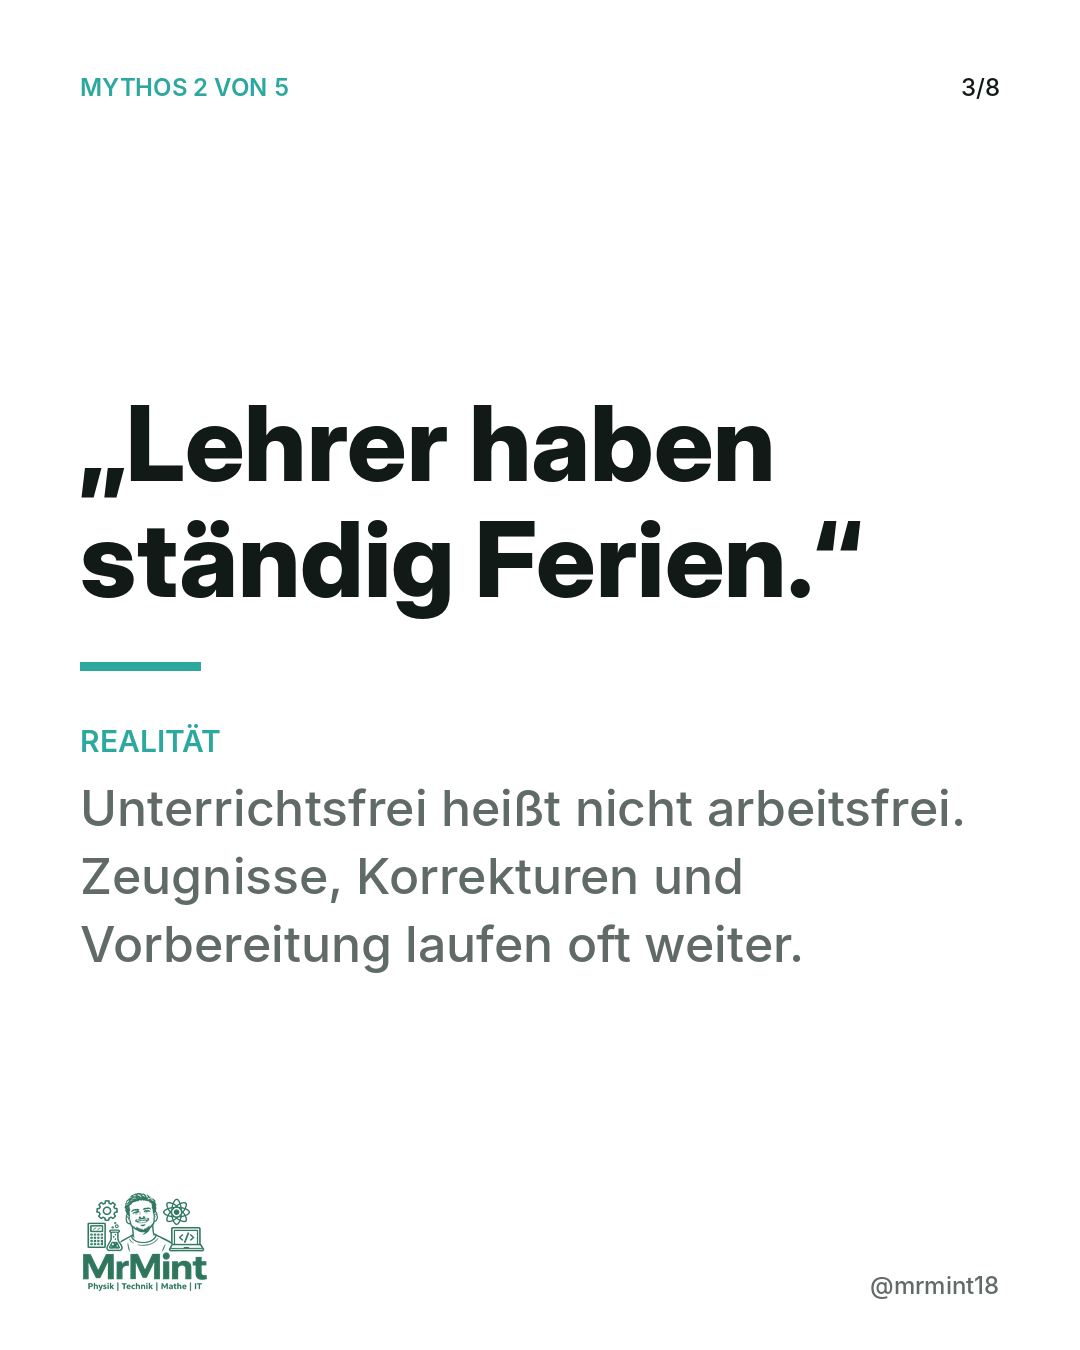 MYTHOS 2 VON 5
3/8
„Lehrer haben
ständig Ferien.“
REALITÄT
Unterrichtsfrei heißt nicht arbeitsfrei.
Zeugnisse, Korrekturen und
Vorbereitung laufen oft weiter.
MrMint
Physik | Technik | Mathe | IT
@mrmint18